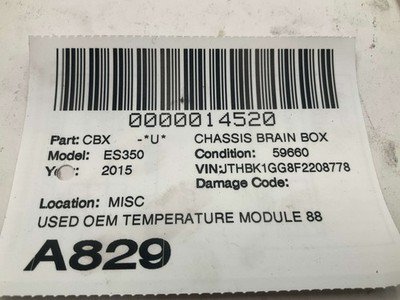 0000014520
Part: CBX -*U* CHASSIS BRAIN BOX
Model: ES350 Condition: 59660
2015 VIN:JTHBK1GG8F2208778
Damage Code:
Location: MISC
USED OEM TEMPERATURE MODULE 88
A829